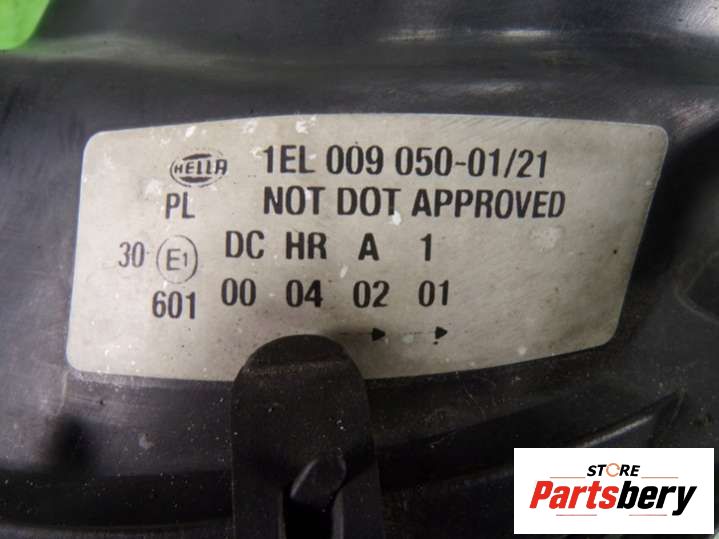 HELLA 1EL 009 050-01/21
PL NOT DOT APPROVED
30 E1 DC HR A 1
601 00 04 02 01
STORE
Partsbery